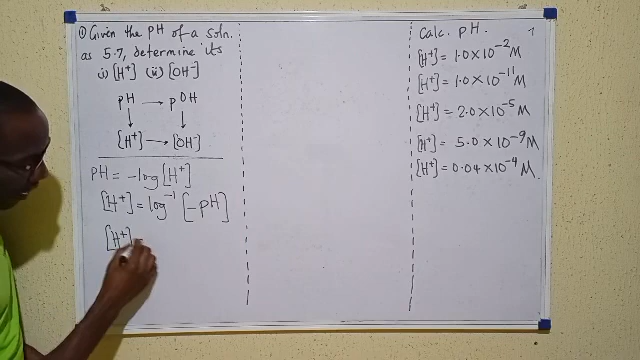 ① Given the pH of a soln.
as 5.7, determine its
(i) [H⁺] (ii) [OH⁻]
pH → pOH
↓ ↓
[H⁺] → [OH⁻]
pH = -log[H⁺]
[H⁺] = log⁻¹ [-pH]
[H⁺] =
Calc. pH.
[H⁺] = 1.0 x 10⁻² M
[H⁺] = 1.0 x 10⁻¹¹ M
[H⁺] = 2.0 x 10⁻⁵ M
[H⁺] = 5.0 x 10⁻⁹ M
[H⁺] = 0.04 x 10⁻⁴ M.